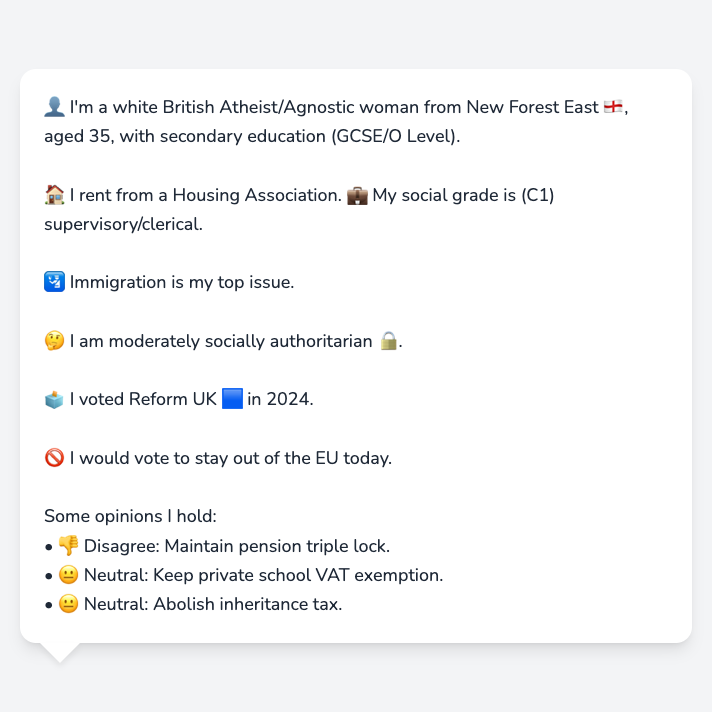 👤 I'm a white British Atheist/Agnostic woman from New Forest East 🏴󠁧󠁢󠁥󠁮󠁧󠁿,
aged 35, with secondary education (GCSE/O Level).
🏠 I rent from a Housing Association. 💼 My social grade is (C1)
supervisory/clerical.
🛂 Immigration is my top issue.
🤔 I am moderately socially authoritarian 🔒.
🗳️ I voted Reform UK 🟦 in 2024.
🚫 I would vote to stay out of the EU today.
Some opinions I hold:
• 👎 Disagree: Maintain pension triple lock.
• 😐 Neutral: Keep private school VAT exemption.
• 😐 Neutral: Abolish inheritance tax.